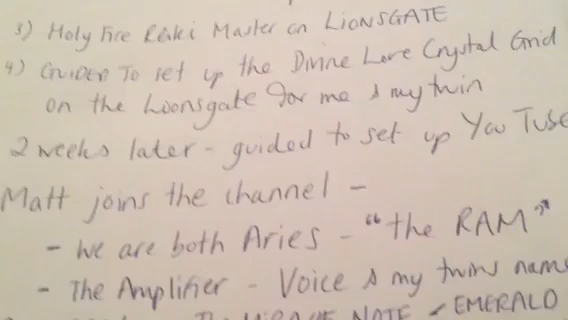 3) Holy Fire Reiki Master on LIONSGATE
4) GUIDED To set up the Divine Love Crystal Grid
on the Lionsgate for me & my twin
2 weeks later - guided to set up You Tube
Matt joins the channel -
- we are both Aries - "the RAM"
- The Amplifier - Voice & my twins name
NOTE - EMERALD